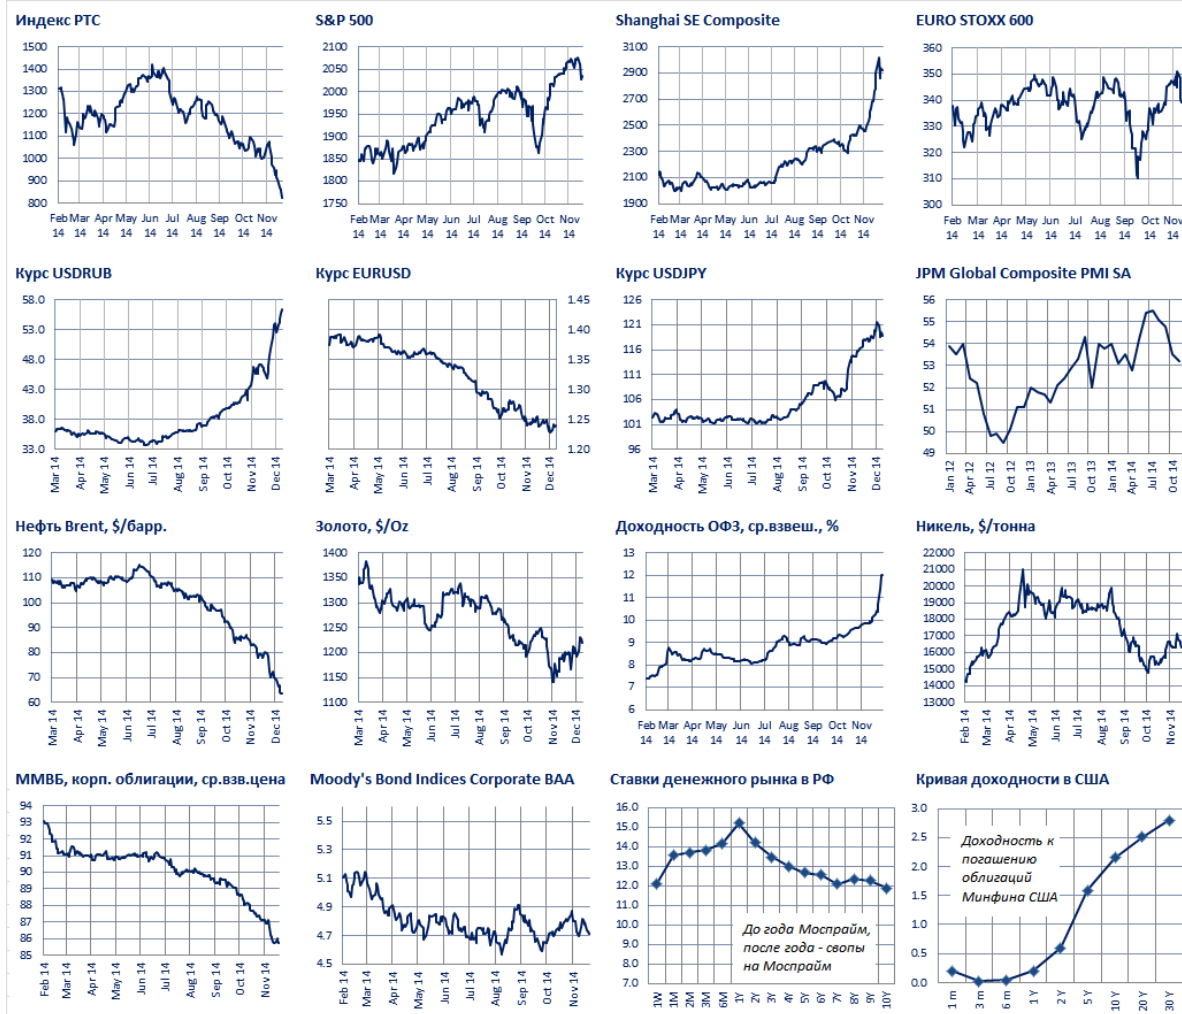 Индекс РТС
1500
1400
1300
1200
1100
1000
900
800
Feb Mar Apr May Jun Jul Aug Sep Oct Nov
14 14 14 14 14 14 14 14 14 14
S&P 500
2100
2050
2000
1950
1900
1850
1800
1750
Feb Mar Apr May Jun Jul Aug Sep Oct Nov
14 14 14 14 14 14 14 14 14 14
Shanghai SE Composite
3100
2900
2700
2500
2300
2100
1900
Feb Mar Apr May Jun Jul Aug Sep Oct Nov
14 14 14 14 14 14 14 14 14 14
EURO STOXX 600
360
350
340
330
320
310
300
Feb Mar Apr May Jun Jul Aug Sep Oct Nov
14 14 14 14 14 14 14 14 14 14
Курс USDRUB
58.0
53.0
48.0
43.0
38.0
33.0
Mar 14 Apr 14 May 14 Jun 14 Jul 14 Aug 14 Sep 14 Oct 14 Nov 14 Dec 14
Курс EURUSD
1.45
1.40
1.35
1.30
1.25
1.20
Mar 14 Apr 14 May 14 Jun 14 Jul 14 Aug 14 Sep 14 Oct 14 Nov 14 Dec 14
Курс USDJPY
126
121
116
111
106
101
96
Mar 14 Apr 14 May 14 Jun 14 Jul 14 Aug 14 Sep 14 Oct 14 Nov 14 Dec 14
JPM Global Composite PMI SA
56
55
54
53
52
51
50
49
Jan 12 Apr 12 Jul 12 Oct 12 Jan 13 Apr 13 Jul 13 Oct 13 Jan 14 Apr 14 Jul 14 Oct 14
Нефть Brent, $/барр.
120
110
100
90
80
70
60
Mar 14 Apr 14 May 14 Jun 14 Jul 14 Aug 14 Sep 14 Oct 14 Nov 14 Dec 14
Золото, $/Oz
1400
1300
1200
1100
Mar 14 Apr 14 May 14 Jun 14 Jul 14 Aug 14 Sep 14 Oct 14 Nov 14 Dec 14
Доходность ОФЗ, ср.взвеш., %
13
12
11
10
9
8
7
6
Feb Mar Apr May Jun Jul Aug Sep Oct Nov
14 14 14 14 14 14 14 14 14 14
Никель, $/тонна
22000
21000
20000
19000
18000
17000
16000
15000
14000
13000
Feb 14 Mar 14 Apr 14 May 14 Jun 14 Jul 14 Aug 14 Sep 14 Oct 14 Nov 14
ММВБ, корп. облигации, ср.взв.цена
94
93
92
91
90
89
88
87
86
85
Feb 14 Mar 14 Apr 14 May 14 Jun 14 Jul 14 Aug 14 Sep 14 Oct 14 Nov 14
Moody's Bond Indices Corporate BAA
5.5
5.3
5.1
4.9
4.7
4.5
Feb 14 Mar 14 Apr 14 May 14 Jun 14 Jul 14 Aug 14 Sep 14 Oct 14 Nov 14
Ставки денежного рынка в РФ
16.0
15.0
14.0
13.0
12.0
11.0
10.0
9.0
8.0
7.0
До года Моспрайм,
после года - свопы
на Моспрайм
1W 1M 2M 3M 6M 1Y 2Y 3Y 4Y 5Y 6Y 7Y 8Y 9Y 10Y
Кривая доходности в США
3.0
2.5
2.0
1.5
1.0
0.5
0.0
Доходность к
погашению
облигаций
Минфина США
1 m 3 m 6 m 1 Y 2 Y 5 Y 10 Y 20 Y 30 Y